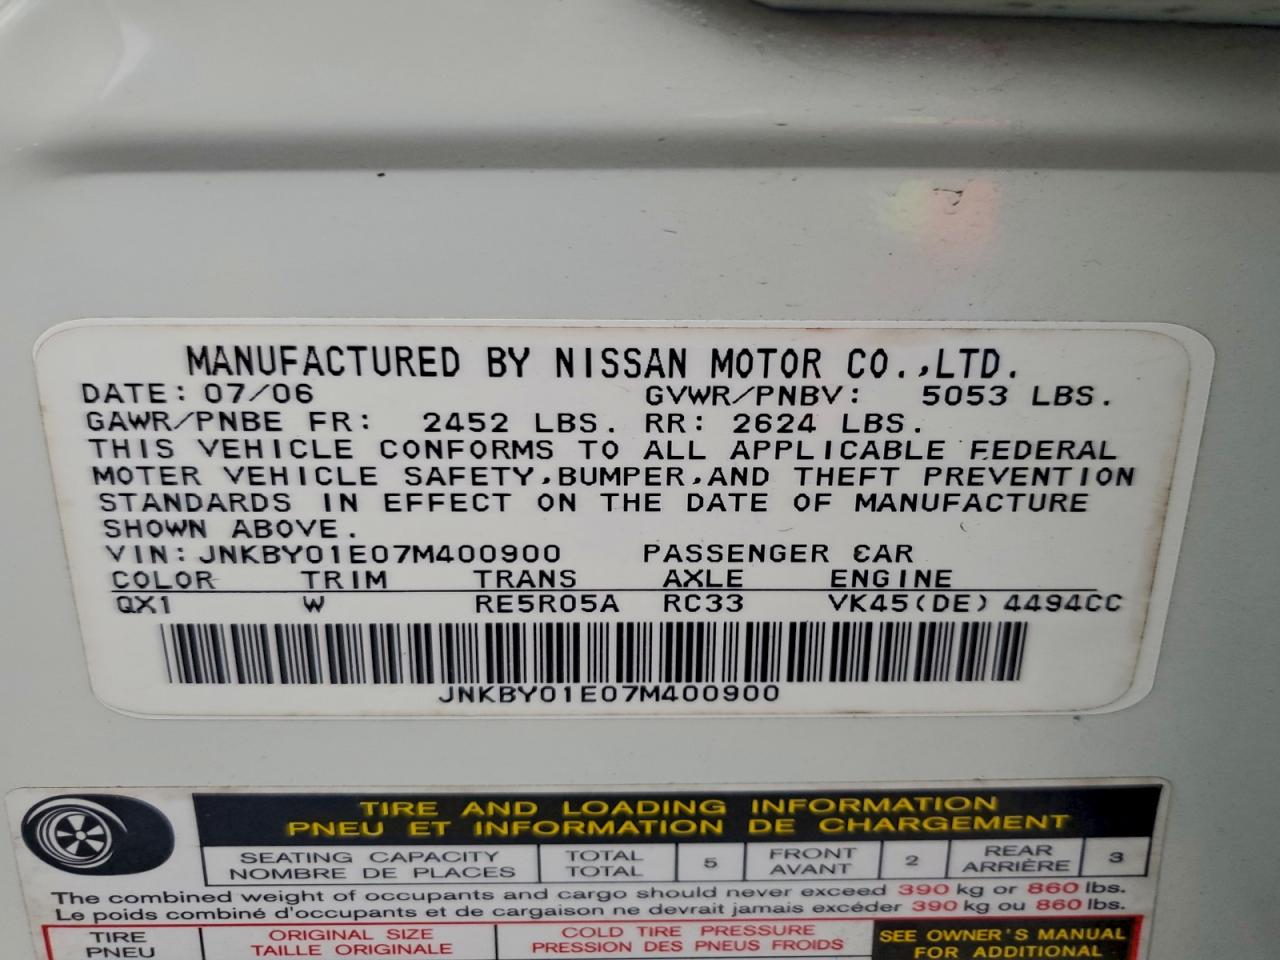 MANUFACTURED BY NISSAN MOTOR CO.,LTD.
DATE: 07/06 GVWR/PNBV: 5053 LBS.
GAWR/PNBE FR: 2452 LBS. RR: 2624 LBS.
THIS VEHICLE CONFORMS TO ALL APPLICABLE FEDERAL
MOTER VEHICLE SAFETY,BUMPER,AND THEFT PREVENTION
STANDARDS IN EFFECT ON THE DATE OF MANUFACTURE
SHOWN ABOVE.
VIN: JNKBY01E07M400900 PASSENGER CAR
COLOR TRIM TRANS AXLE ENGINE
QX1 W RE5R05A RC33 VK45(DE) 4494CC
JNKBY01E07M400900
TIRE AND LOADING INFORMATION
PNEU ET INFORMATION DE CHARGEMENT
SEATING CAPACITY TOTAL 5 FRONT 2 REAR 3
NOMBRE DE PLACES TOTAL AVANT ARRIÈRE
The combined weight of occupants and cargo should never exceed 390 kg or 860 lbs.
Le poids combiné d'occupants et de cargaison ne devrait jamais excéder 390 kg ou 860 lbs.
TIRE ORIGINAL SIZE COLD TIRE PRESSURE SEE OWNER'S MANUAL
PNEU TAILLE ORIGINALE PRESSION DES PNEUS FROIDS FOR ADDITIONAL